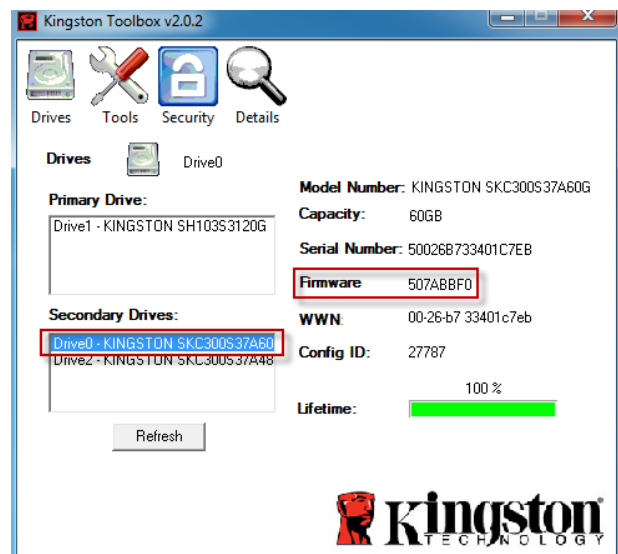 Kingston Toolbox v2.0.2
Drives Tools Security Details
Drives Drive0
Primary Drive:
Drive1 - KINGSTON SH103S3120G
Secondary Drives:
Drive0 - KINGSTON SKC300S37A60
Drive2 - KINGSTON SKC300S37A48
Refresh
Model Number: KINGSTON SKC300S37A60G
Capacity: 60GB
Serial Number: 50026B733401C7EB
Firmware 507ABBF0
WWN: 00-26-b7 33401c7eb
Config ID: 27787
100 %
Lifetime:
Kingston
TECHNOLOGY